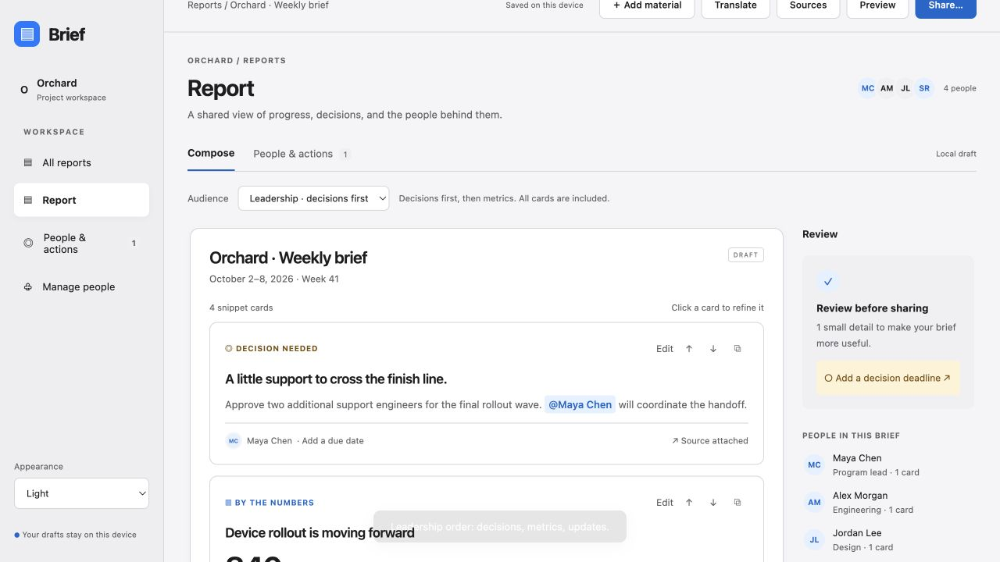 Brief
O
Orchard
Project workspace
WORKSPACE
All reports
Report
People & actions
1
Manage people
Appearance
Light
Your drafts stay on this device
Reports / Orchard · Weekly brief
Saved on this device
+ Add material
Translate
Sources
Preview
Share...
ORCHARD / REPORTS
Report
A shared view of progress, decisions, and the people behind them.
MC AM JL SR 4 people
Compose
People & actions 1
Local draft
Audience
Leadership · decisions first
Decisions first, then metrics. All cards are included.
Orchard · Weekly brief
DRAFT
October 2–8, 2026 · Week 41
4 snippet cards
Click a card to refine it
DECISION NEEDED
Edit ↑ ↓
A little support to cross the finish line.
Approve two additional support engineers for the final rollout wave. @Maya Chen will coordinate the handoff.
MC Maya Chen · Add a due date
↗ Source attached
BY THE NUMBERS
Edit ↑ ↓
Device rollout is moving forward
Leadership order: decisions, metrics, updates.
Review
✓
Review before sharing
1 small detail to make your brief
more useful.
Add a decision deadline ↗
PEOPLE IN THIS BRIEF
MC
Maya Chen
Program lead · 1 card
AM
Alex Morgan
Engineering · 1 card
JL
Jordan Lee
Design · 1 card